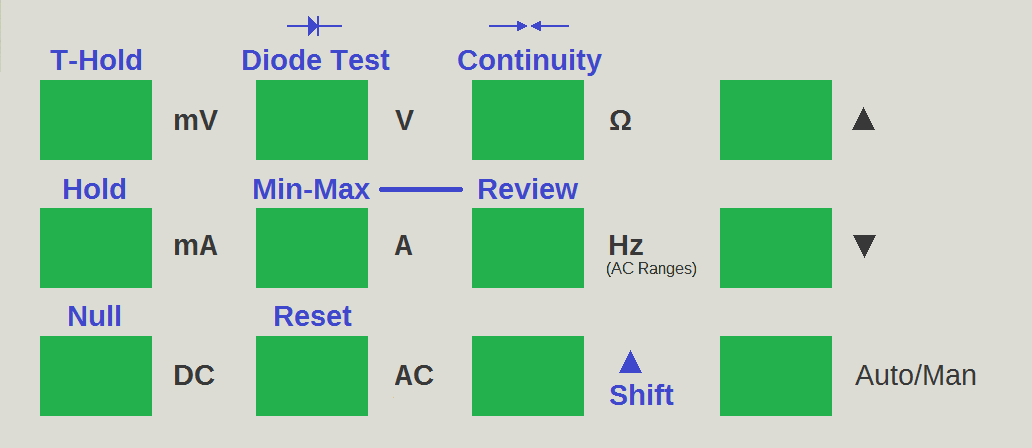 T-Hold Diode Test Continuity
mV V Ω ▲
Hold Min-Max Review
mA A Hz ▼
(AC Ranges)
Null Reset
DC AC Auto/Man
▲
Shift